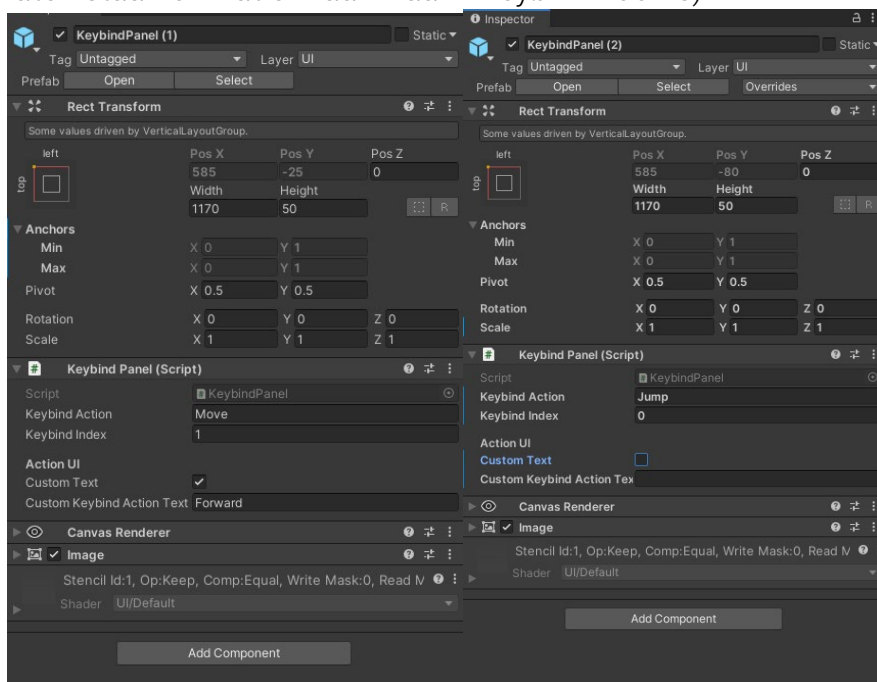 Inspector
KeybindPanel (1)
Static
Tag Untagged
Layer UI
Prefab
Open
Select
Rect Transform
Some values driven by VerticalLayoutGroup.
left
Pos X
Pos Y
Pos Z
top
585
-25
0
Width
Height
1170
50
R
Anchors
Min
X 0
Y 1
Max
X 0
Y 1
Pivot
X 0.5
Y 0.5
Rotation
X 0
Y 0
Z 0
Scale
X 1
Y 1
Z 1
# Keybind Panel (Script)
Script
KeybindPanel
Keybind Action
Move
Keybind Index
1
Action UI
Custom Text
Custom Keybind Action Text Forward
Canvas Renderer
Image
Stencil Id:1, Op:Keep, Comp:Equal, Write Mask:0, Read M
Shader UI/Default
Add Component
KeybindPanel (2)
Static
Tag Untagged
Layer UI
Prefab
Open
Select
Overrides
Rect Transform
Some values driven by VerticalLayoutGroup.
left
Pos X
Pos Y
Pos Z
top
585
-80
0
Width
Height
1170
50
R
Anchors
Min
X 0
Y 1
Max
X 0
Y 1
Pivot
X 0.5
Y 0.5
Rotation
X 0
Y 0
Z 0
Scale
X 1
Y 1
Z 1
# Keybind Panel (Script)
Script
KeybindPanel
Keybind Action
Jump
Keybind Index
0
Action UI
Custom Text
Custom Keybind Action Tex
Canvas Renderer
Image
Stencil Id:1, Op:Keep, Comp:Equal, Write Mask:0, Read M
Shader UI/Default
Add Component